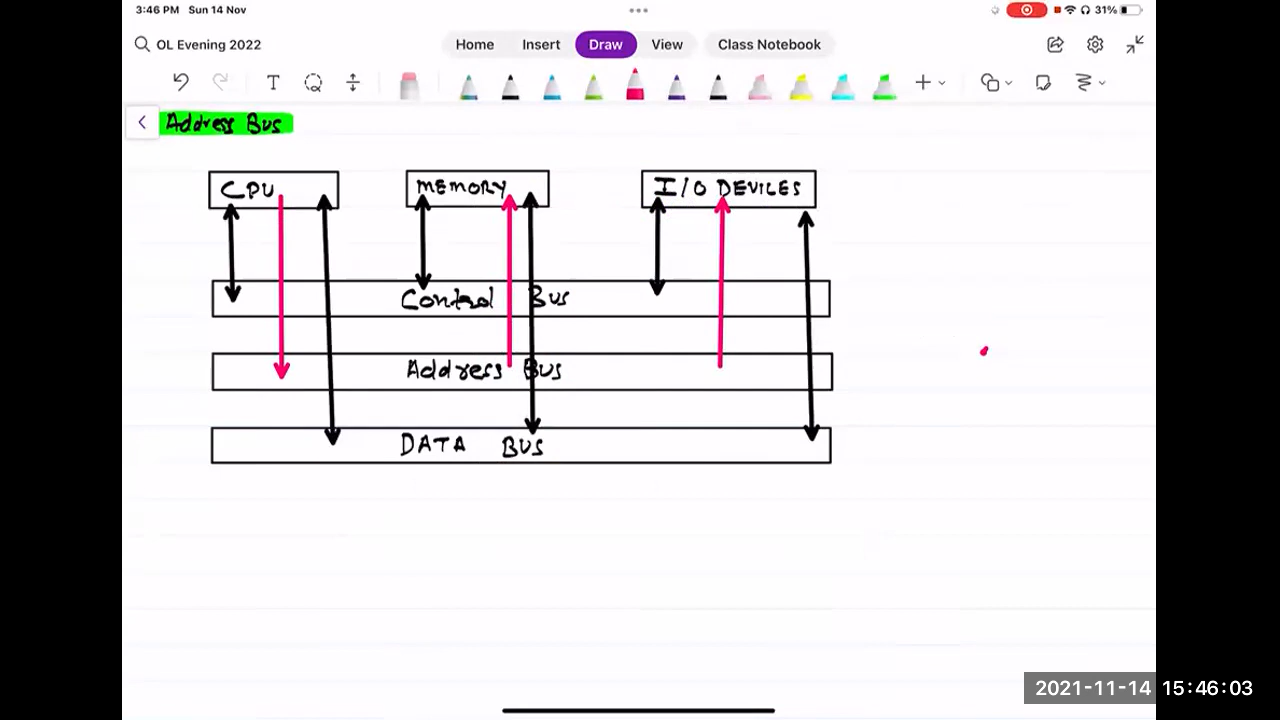 3:46 PM Sun 14 Nov
31%
OL Evening 2022
Home Insert Draw View Class Notebook
Address Bus
CPU MEMORY I/O DEVICES
Control Bus
Address Bus
DATA BUS
2021-11-14 15:46:03